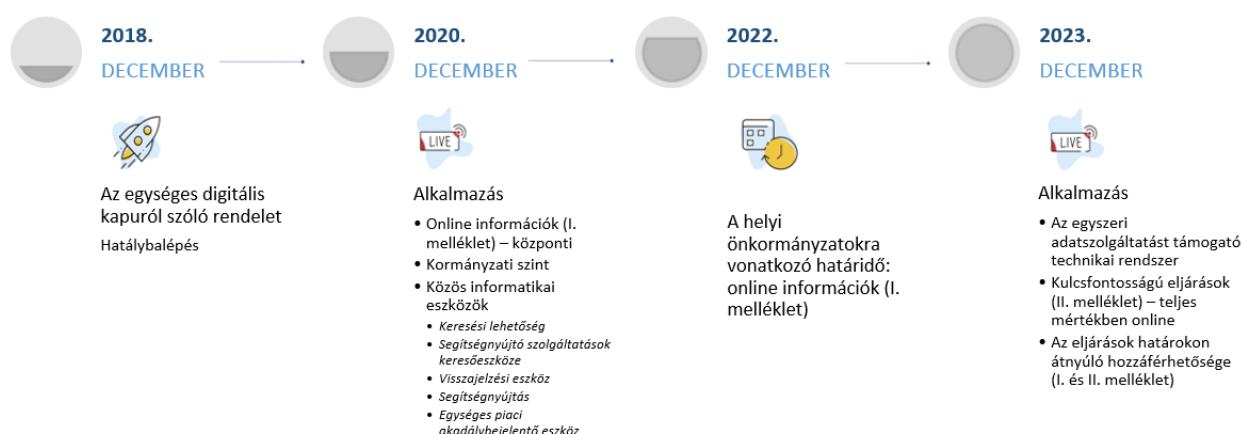 2018.
DECEMBER
Az egységes digitális
kapuról szóló rendelet
Hatálybalépés
2020.
DECEMBER
LIVE
Alkalmazás
• Online információk (I.
melléklet) – központi
• Kormányzati szint
• Közös informatikai
eszközök
• Keresési lehetőség
• Segítségnyújtó szolgáltatások
keresőeszköze
• Visszajelzési eszköz
• Segítségnyújtás
• Egységes piaci
akadálybejelentő eszköz
2022.
DECEMBER
A helyi
önkormányzatokra
vonatkozó határidő:
online információk (I.
melléklet)
2023.
DECEMBER
LIVE
Alkalmazás
• Az egyszeri
adatszolgáltatást támogató
technikai rendszer
• Kulcsfontosságú eljárások
(II. melléklet) – teljes
mértékben online
• Az eljárások határokon
átnyúló hozzáférhetősége
(I. és II. melléklet)